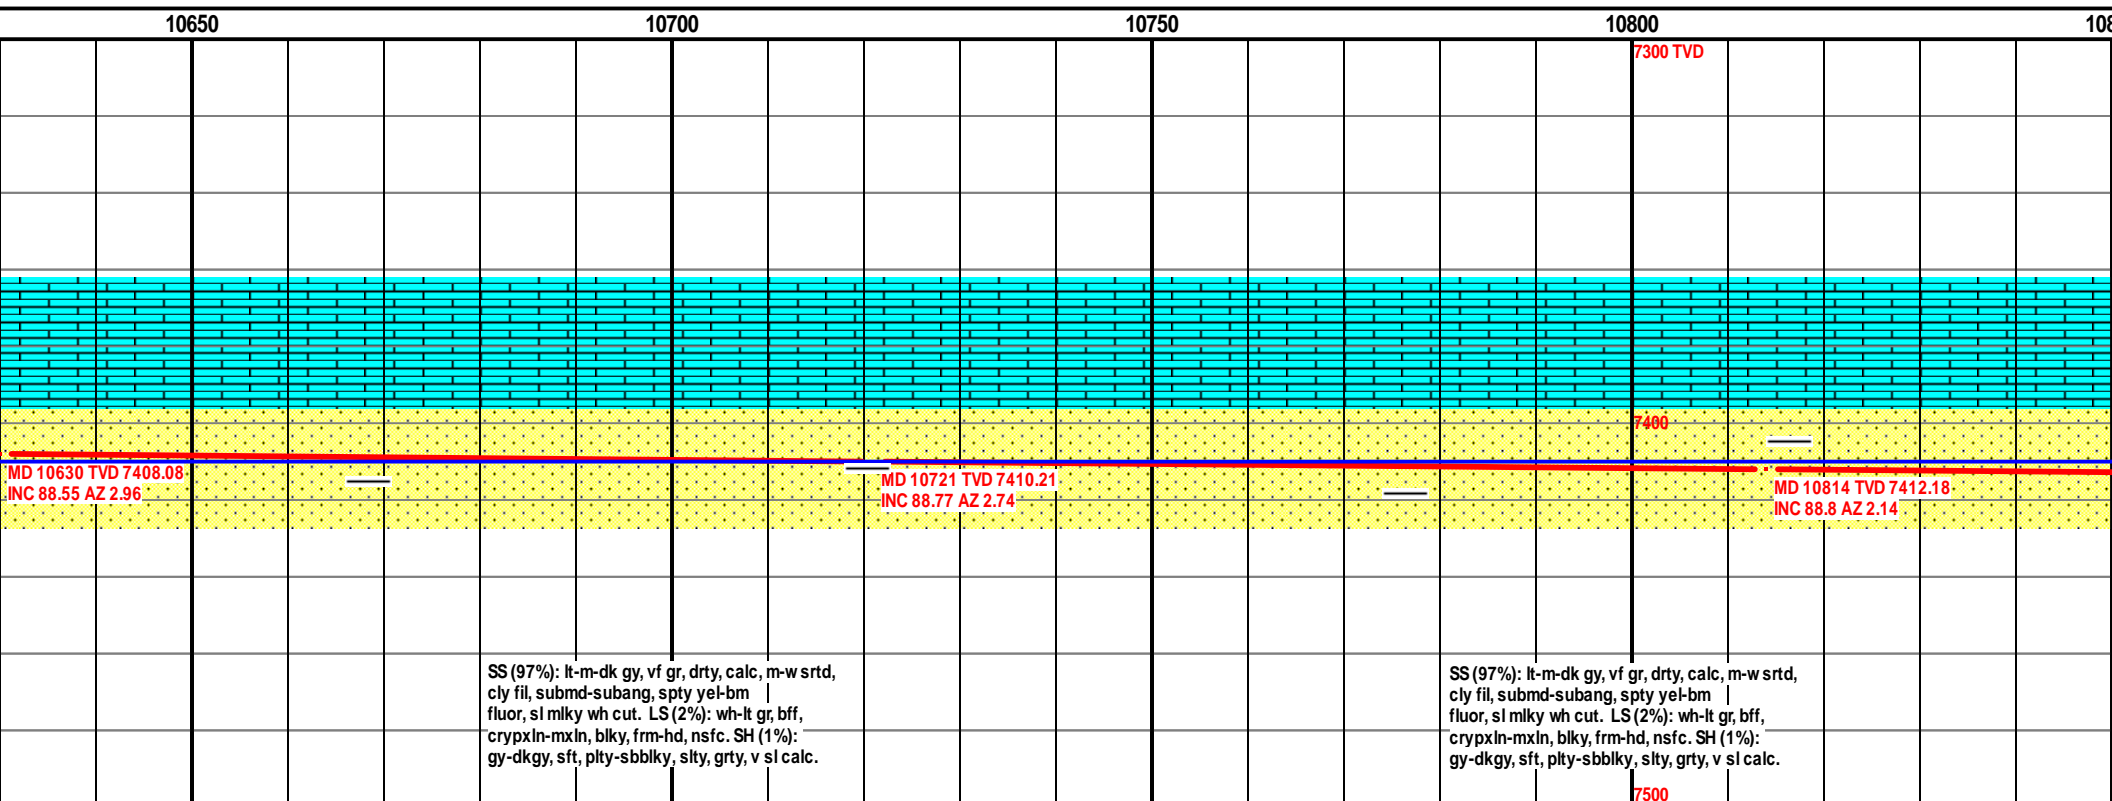 10650 10700 10750 10800 108
7300 TVD
7400
MD 10630 TVD 7408.08
INC 88.55 AZ 2.96
MD 10721 TVD 7410.21
INC 88.77 AZ 2.74
MD 10814 TVD 7412.18
INC 88.8 AZ 2.14
SS (97%): lt-m-dk gy, vf gr, drty, calc, m-w srtd,
cly fil, submd-subang, spty yel-bm
fluor, sl mlky wh cut. LS (2%): wh-lt gr, bff,
crypxln-mxln, blky, frm-hd, nsfc. SH (1%):
gy-dkgy, sft, plty-sbblky, slty, grty, v sl calc.
SS (97%): lt-m-dk gy, vf gr, drty, calc, m-w srtd,
cly fil, submd-subang, spty yel-bm
fluor, sl mlky wh cut. LS (2%): wh-lt gr, bff,
crypxln-mxln, blky, frm-hd, nsfc. SH (1%):
gy-dkgy, sft, plty-sbblky, slty, grty, v sl calc.
7500